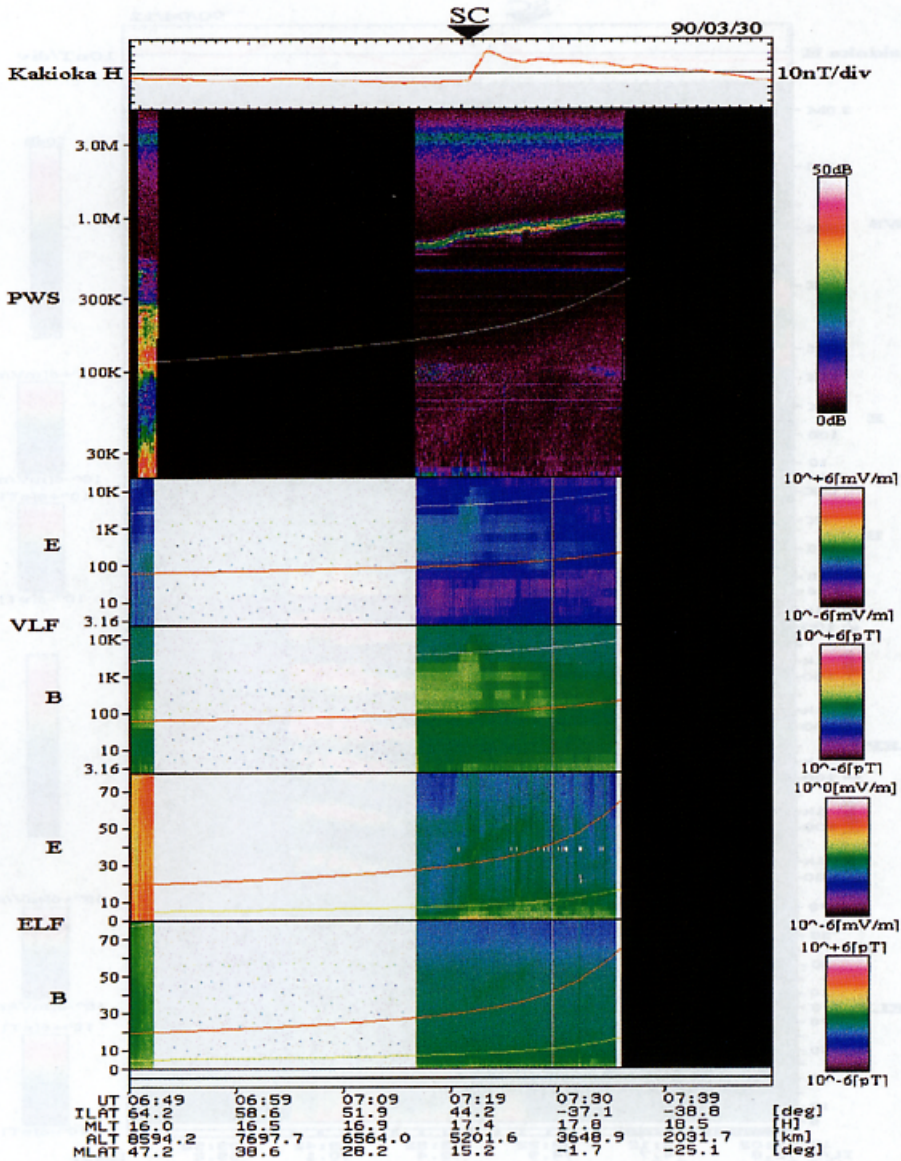 SC
90/03/30
Kakioka H
10nT/div
3.0M
1.0M
PWS
300K
100K
30K
50dB
0dB
10K
1K
E
100
10
3.16
10^+6[mV/m]
10^-6[mV/m]
VLF
10K
1K
B
100
10
3.16
10^+6[pT]
10^-6[pT]
70
50
E
30
10
0
10^0[mV/m]
10^-6[mV/m]
ELF
70
50
B
30
10
0
10^+6[pT]
10^-6[pT]
UT 06:49 06:59 07:09 07:19 07:30 07:39
ILAT 64.2 58.6 51.9 44.2 -37.1 -38.8 [deg]
MLT 16.0 16.5 16.9 17.4 17.8 18.5 [H]
ALT 8594.2 7697.7 6564.0 5201.6 3648.9 2031.7 [km]
MLAT 47.2 38.6 28.2 15.2 -1.7 -25.1 [deg]